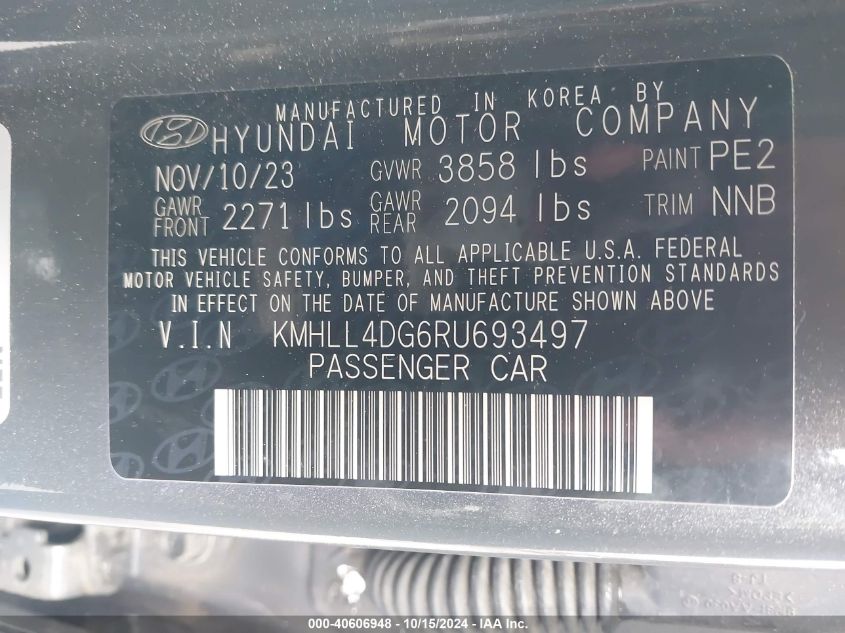 MANUFACTURED IN KOREA BY
HYUNDAI MOTOR COMPANY
NOV/10/23 GVWR 3858 lbs PAINT PE2
GAWR FRONT 2271 lbs GAWR REAR 2094 lbs TRIM NNB
THIS VEHICLE CONFORMS TO ALL APPLICABLE U.S.A. FEDERAL
MOTOR VEHICLE SAFETY, BUMPER, AND THEFT PREVENTION STANDARDS
IN EFFECT ON THE DATE OF MANUFACTURE SHOWN ABOVE
V.I.N KMHLL4DG6RU693497
PASSENGER CAR
000-40606948 - 10/15/2024 - IAA Inc.